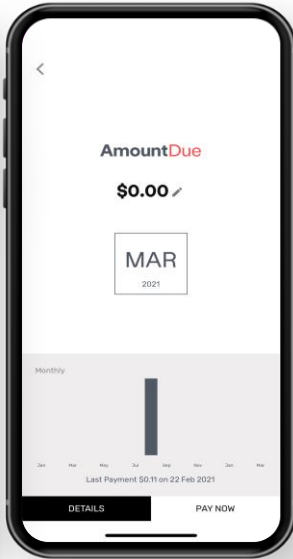 AmountDue
$0.00
MAR
2021
Monthly
Jan Mar May Jul Sep Nov Jan Mar
Last Payment $0.11 on 22 Feb 2021
DETAILS PAY NOW